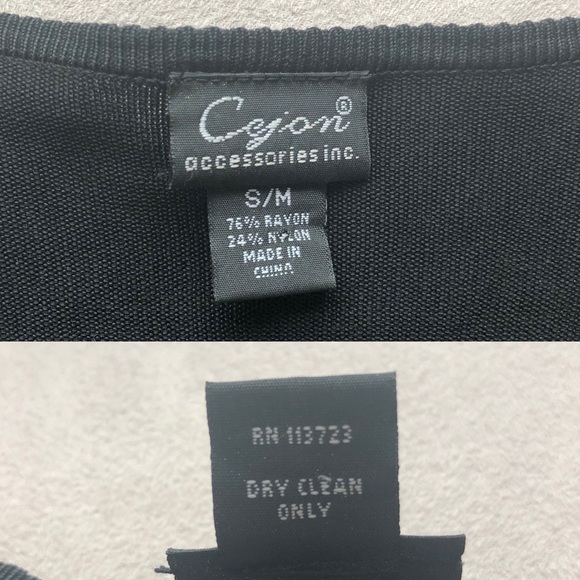 Cejon®
accessories inc.
S/M
76% RAYON
24% NYLON
MADE IN
CHINA
RN 113723
DRY CLEAN
ONLY